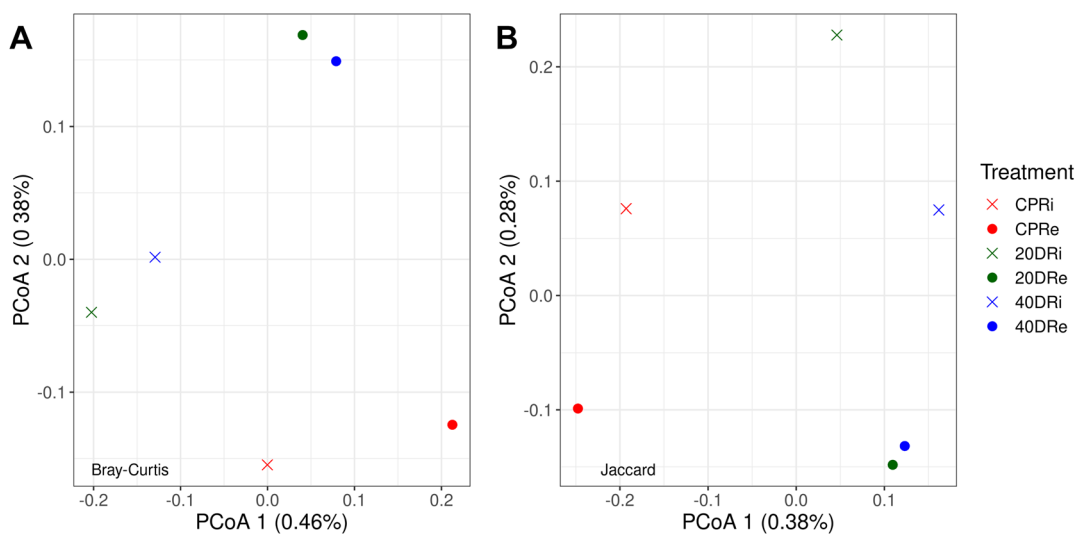 A
PCoA 2 (0 38%)
0.1
0.0
-0.1
Bray-Curtis
-0.2
-0.1
0.0
0.1
0.2
PCoA 1 (0.46%)
B
PCoA 2 (0.28%)
0.2
0.1
0.0
-0.1
Jaccard
-0.2
-0.1
0.0
0.1
PCoA 1 (0.38%)
Treatment
CPRi
CPRe
20DRi
20DRe
40DRi
40DRe